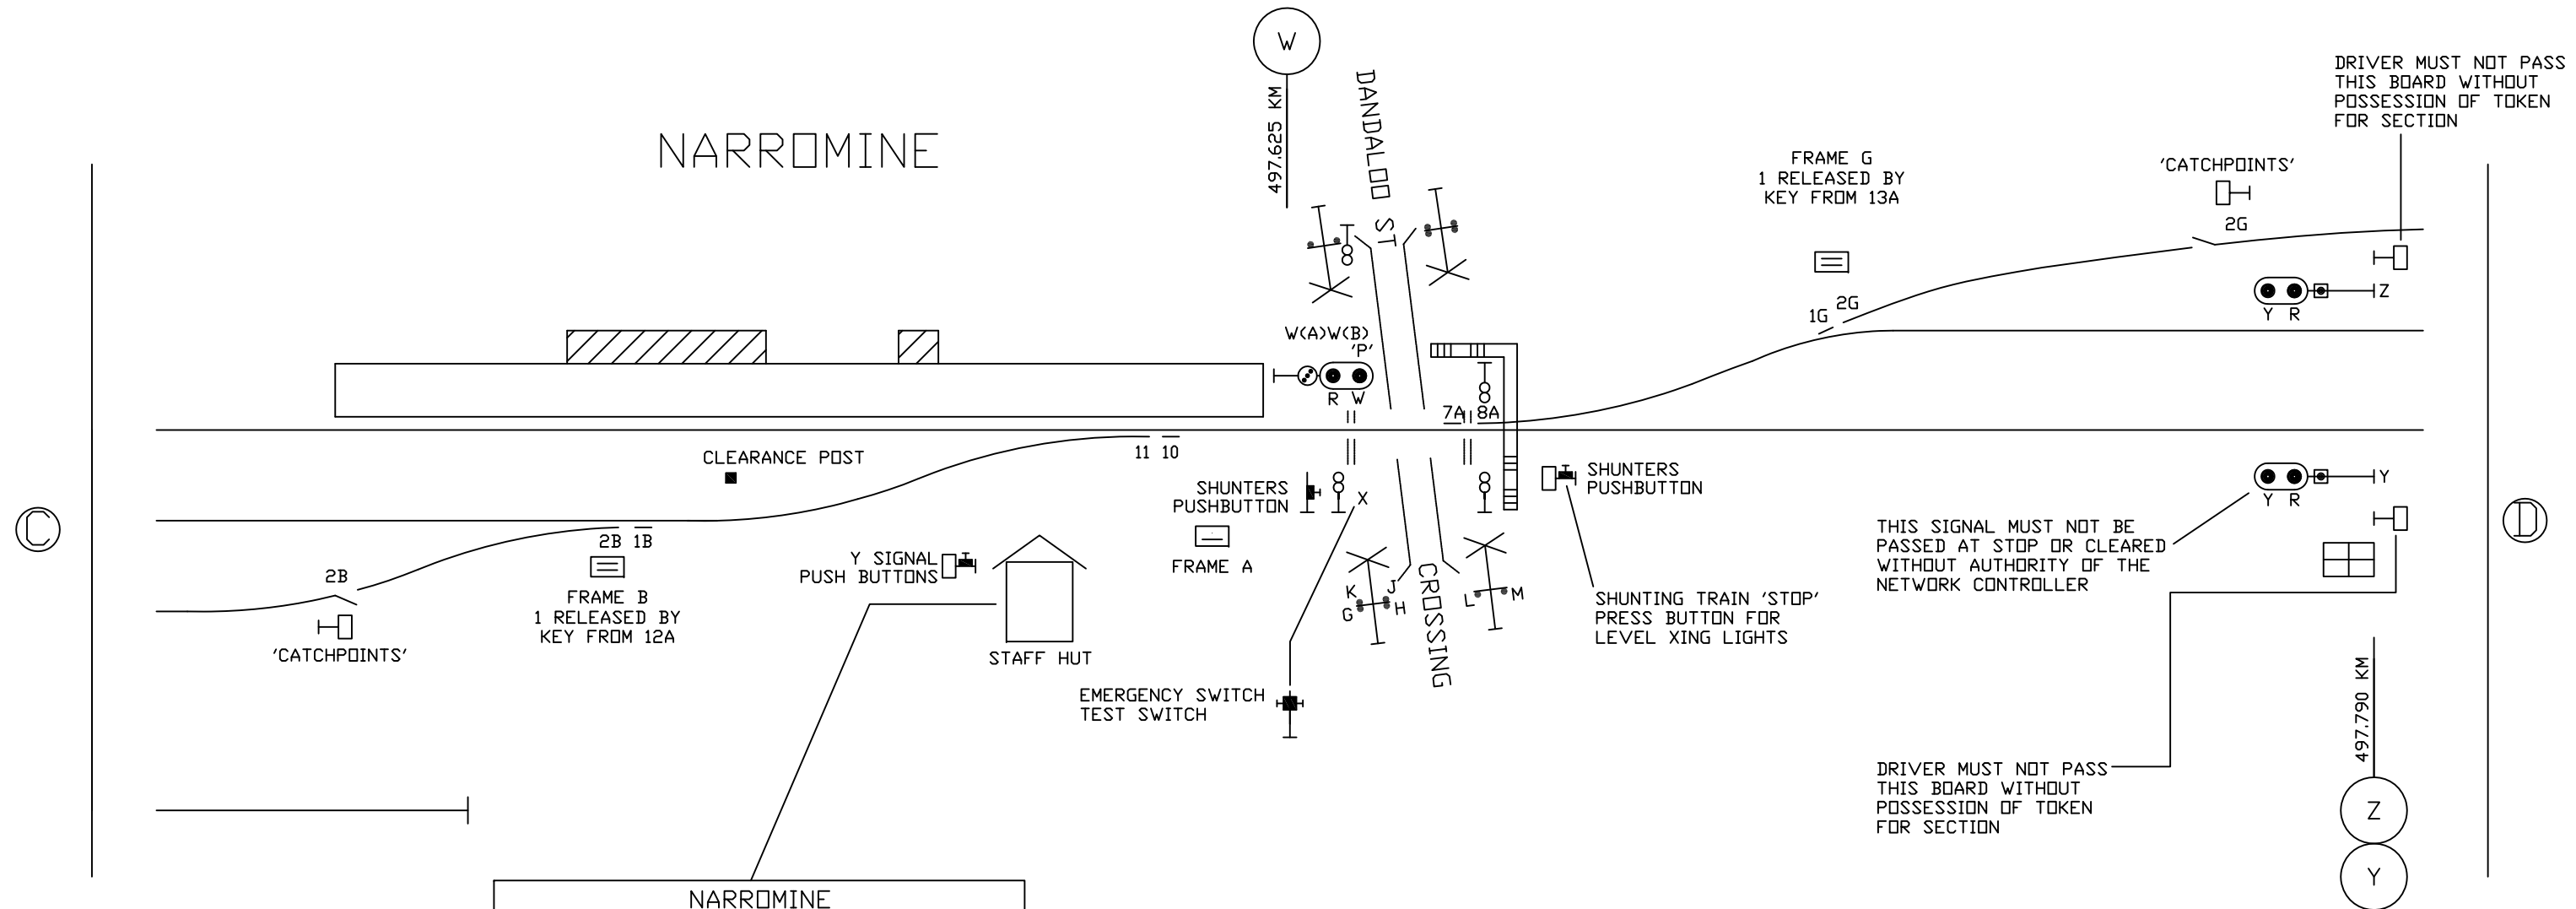 W
497.625 KM
DANDALOO ST
DRIVER MUST NOT PASS
THIS BOARD WITHOUT
POSSESSION OF TOKEN
FOR SECTION
NARROMINE
FRAME G
1 RELEASED BY
KEY FROM 13A
'CATCHPOINTS'
2G
2G
1G
Z
Y R
W(A)W(B)
'P'
R W
7A 8A
11 10
CLEARANCE POST
SHUNTERS
PUSHBUTTON
X
SHUNTERS
PUSHBUTTON
Y
Y R
C
D
THIS SIGNAL MUST NOT BE
PASSED AT STOP OR CLEARED
WITHOUT AUTHORITY OF THE
NETWORK CONTROLLER
2B 1B
2B
FRAME B
1 RELEASED BY
KEY FROM 12A
'CATCHPOINTS'
Y SIGNAL
PUSH BUTTONS
STAFF HUT
FRAME A
K J
G H
L M
CROSSING
SHUNTING TRAIN 'STOP'
PRESS BUTTON FOR
LEVEL XING LIGHTS
EMERGENCY SWITCH
TEST SWITCH
497.790 KM
DRIVER MUST NOT PASS
THIS BOARD WITHOUT
POSSESSION OF TOKEN
FOR SECTION
Z
Y
NARROMINE